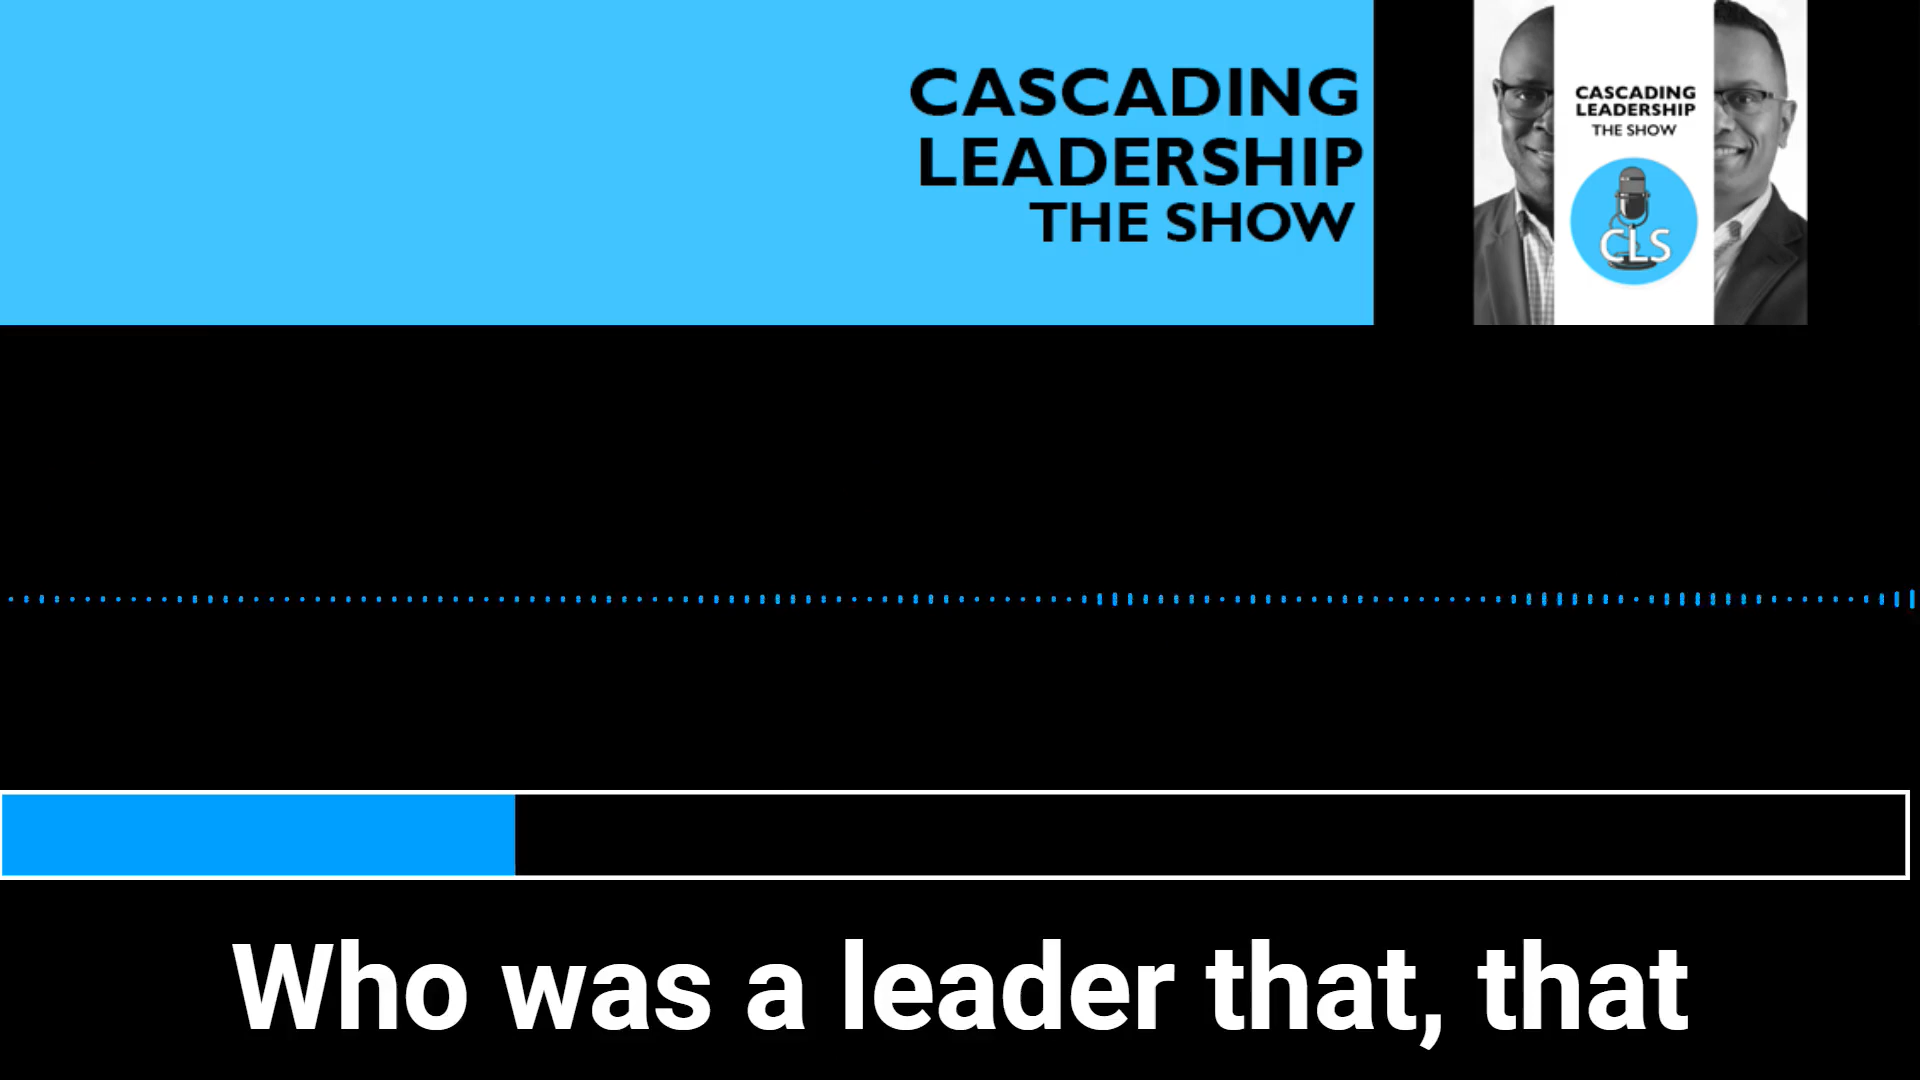 CASCADING
LEADERSHIP
THE SHOW
CASCADING
LEADERSHIP
THE SHOW
CLS
Who was a leader that, that